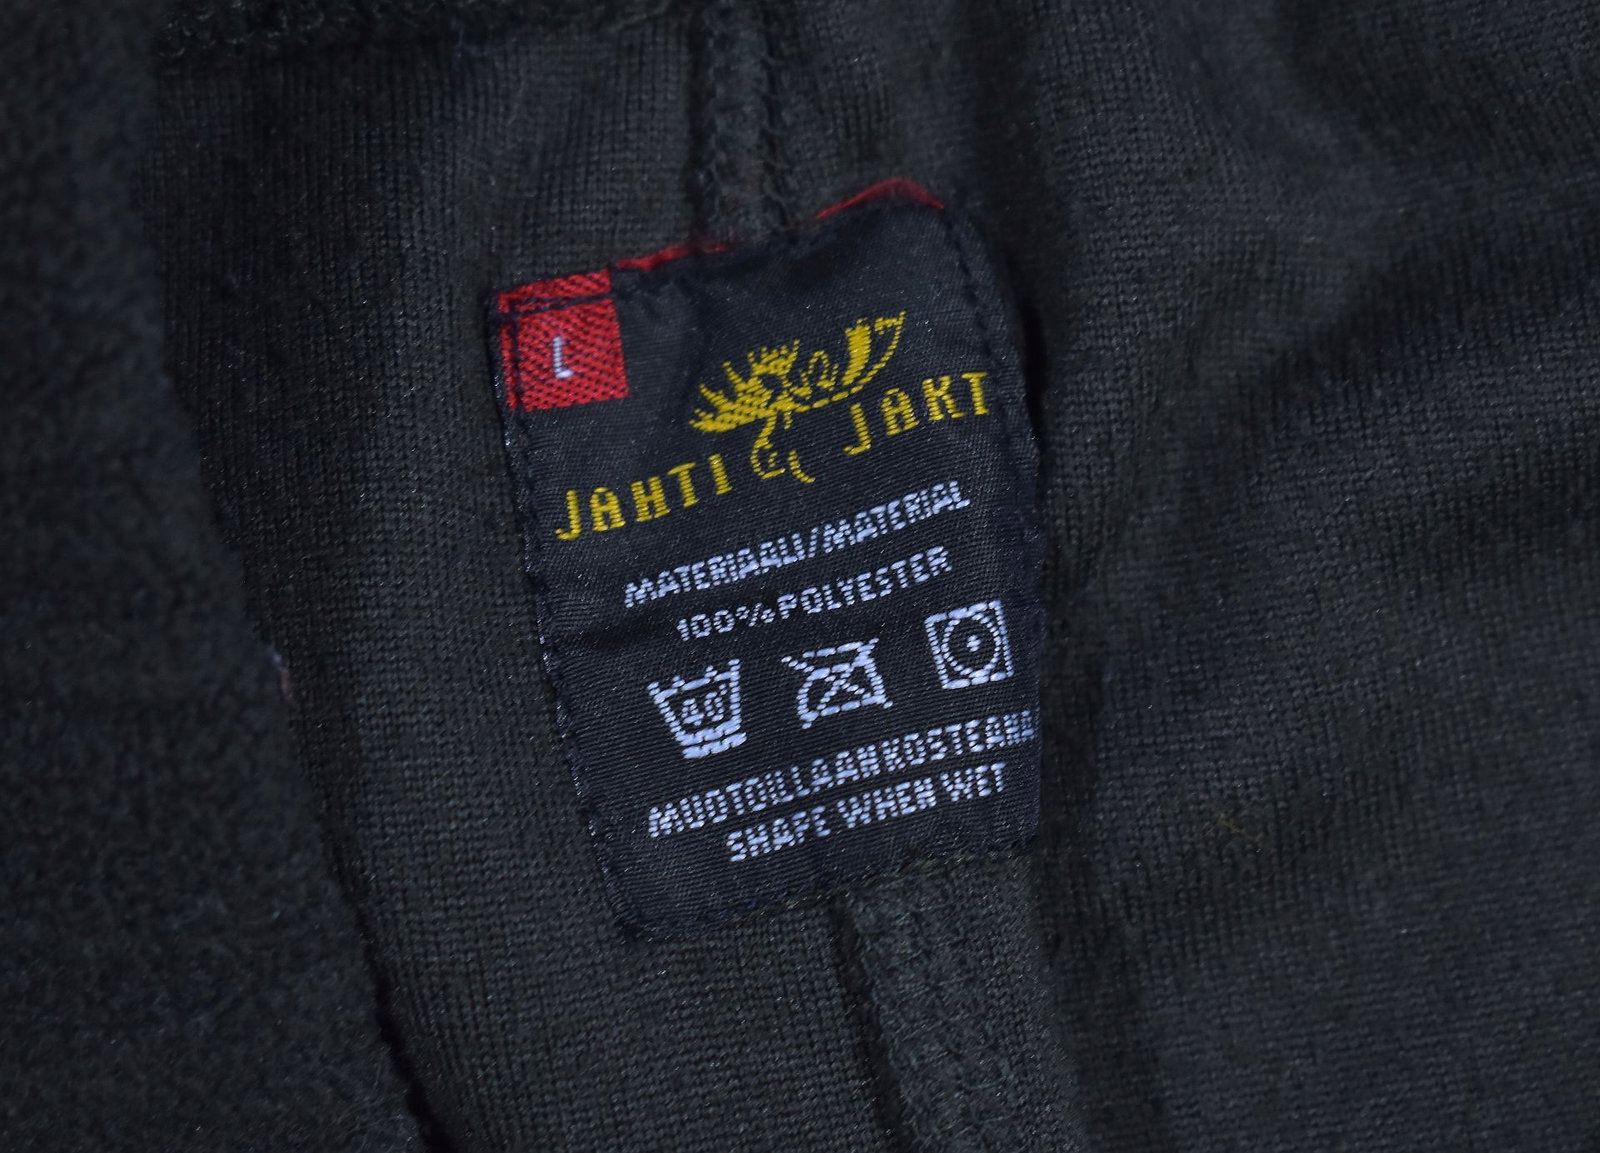 L
JAHTI JAKT
MATERIAALI/MATERIAL
100% POLYESTER
40°
MUOTOILLAAN KOSTEANA
SHAPE WHEN WET